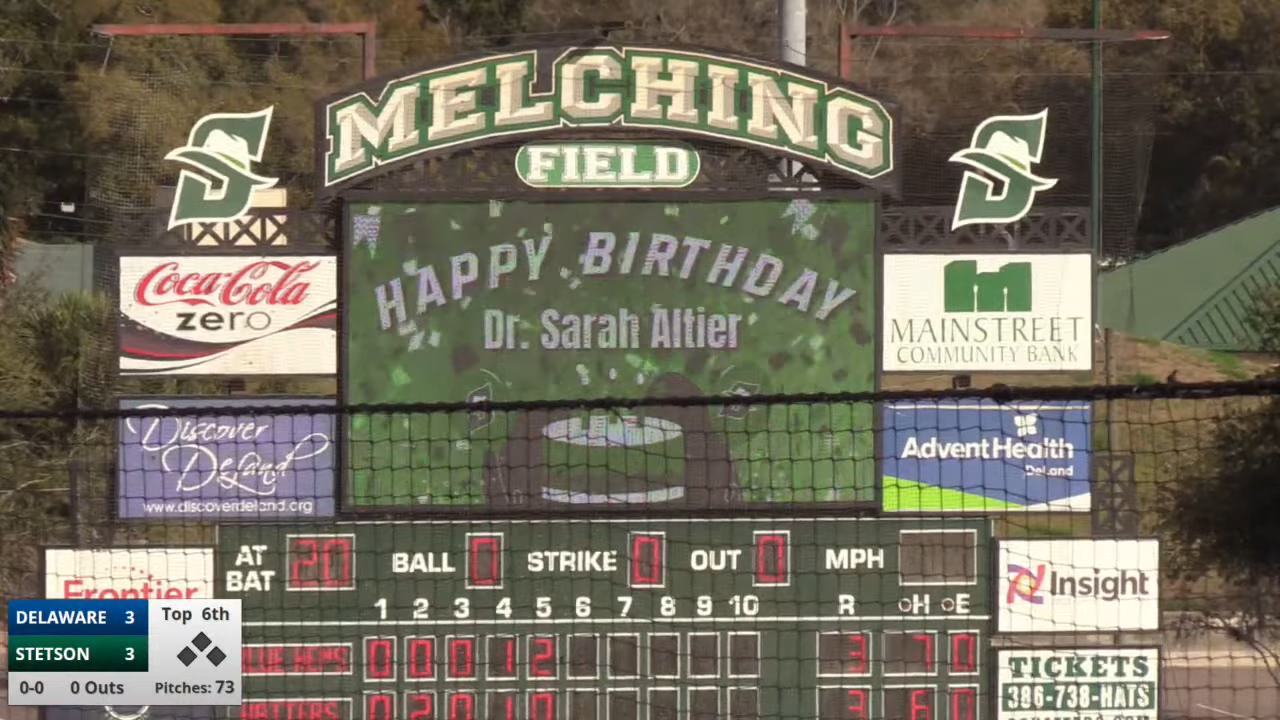 MELCHING
FIELD
HAPPY BIRTHDAY
Dr. Sarah Altier
Coca-Cola
zero
MAINSTREET
COMMUNITY BANK
Discover
DeLand
www.discoverdeland.org
AdventHealth
DeLand
AT BAT 20 BALL 0 STRIKE 0 OUT 0 MPH
1 2 3 4 5 6 7 8 9 10 R H E
BLUE HENS 0 0 0 1 2 3 7 0
HATTERS 0 2 0 1 0 3 6 0
Frontier
Insight
TICKETS
386-738-HATS
DELAWARE 3 Top 6th
STETSON 3
0-0 0 Outs Pitches: 73